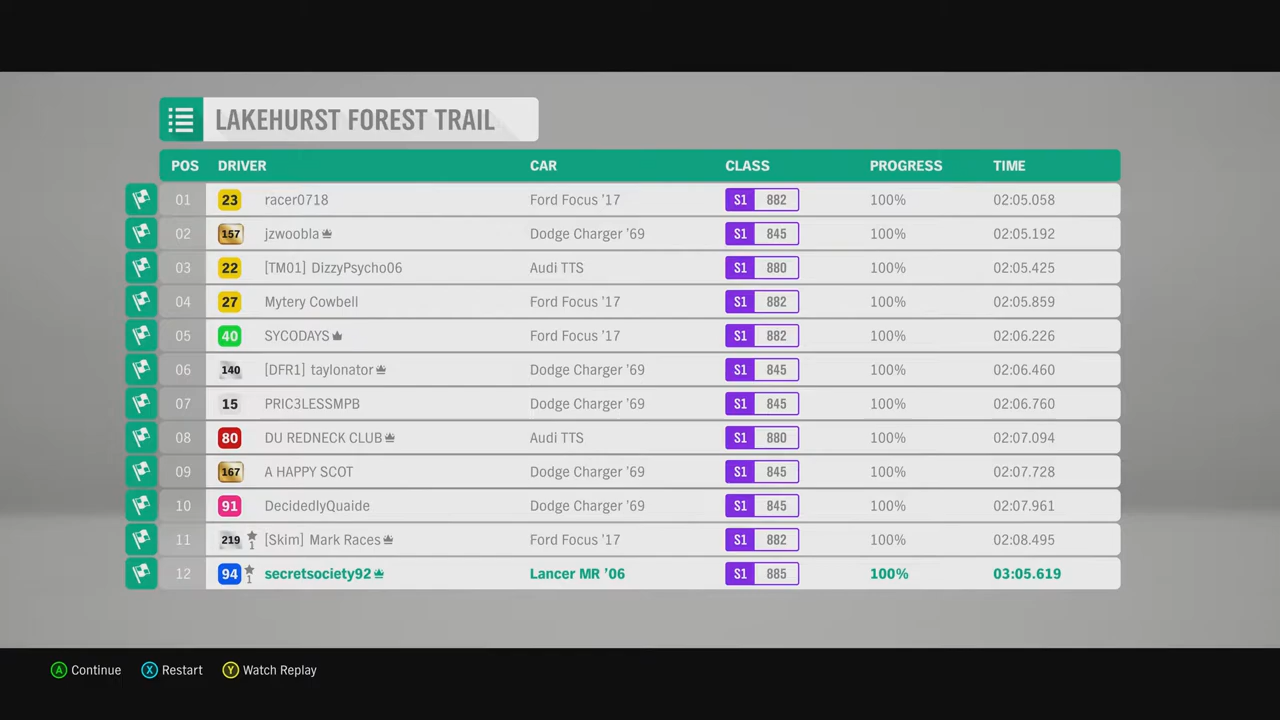 LAKEHURST FOREST TRAIL
POS DRIVER CAR CLASS PROGRESS TIME
01 23 racer0718 Ford Focus '17 S1 882 100% 02:05.058
02 157 jzwoobla Dodge Charger '69 S1 845 100% 02:05.192
03 22 [TM01] DizzyPsycho06 Audi TTS S1 880 100% 02:05.425
04 27 Mytery Cowbell Ford Focus '17 S1 882 100% 02:05.859
05 40 SYCODAYS Ford Focus '17 S1 882 100% 02:06.226
06 140 [DFR1] taylonator Dodge Charger '69 S1 845 100% 02:06.460
07 15 PRIC3LESSMPB Dodge Charger '69 S1 845 100% 02:06.760
08 80 DU REDNECK CLUB Audi TTS S1 880 100% 02:07.094
09 167 A HAPPY SCOT Dodge Charger '69 S1 845 100% 02:07.728
10 91 DecidedlyQuaide Dodge Charger '69 S1 845 100% 02:07.961
11 219 1 [Skim] Mark Races Ford Focus '17 S1 882 100% 02:08.495
12 94 1 secretsociety92 Lancer MR '06 S1 885 100% 03:05.619
A Continue X Restart Y Watch Replay